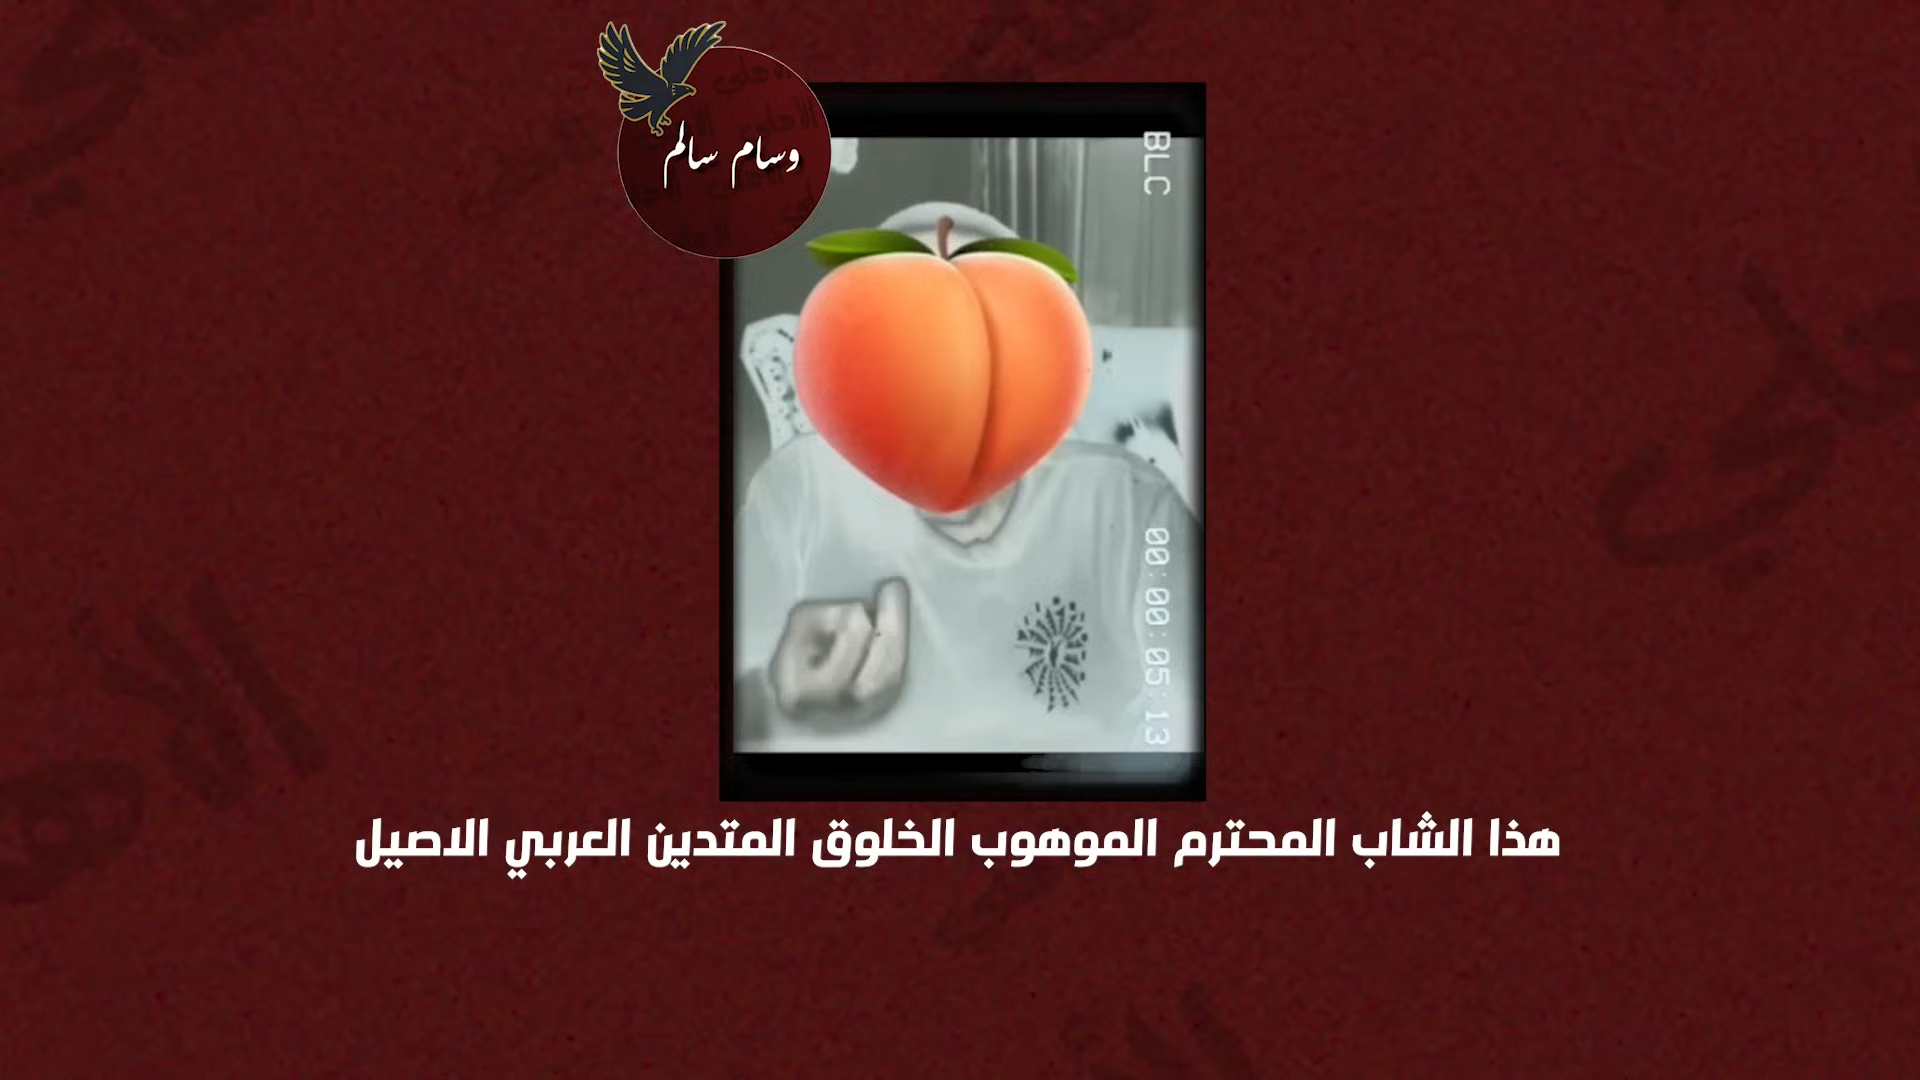 وسام سالم
BLC
00:00:05:13
هذا الشاب المحترم الموهوب الخلوق المتدين العربي الاصيل